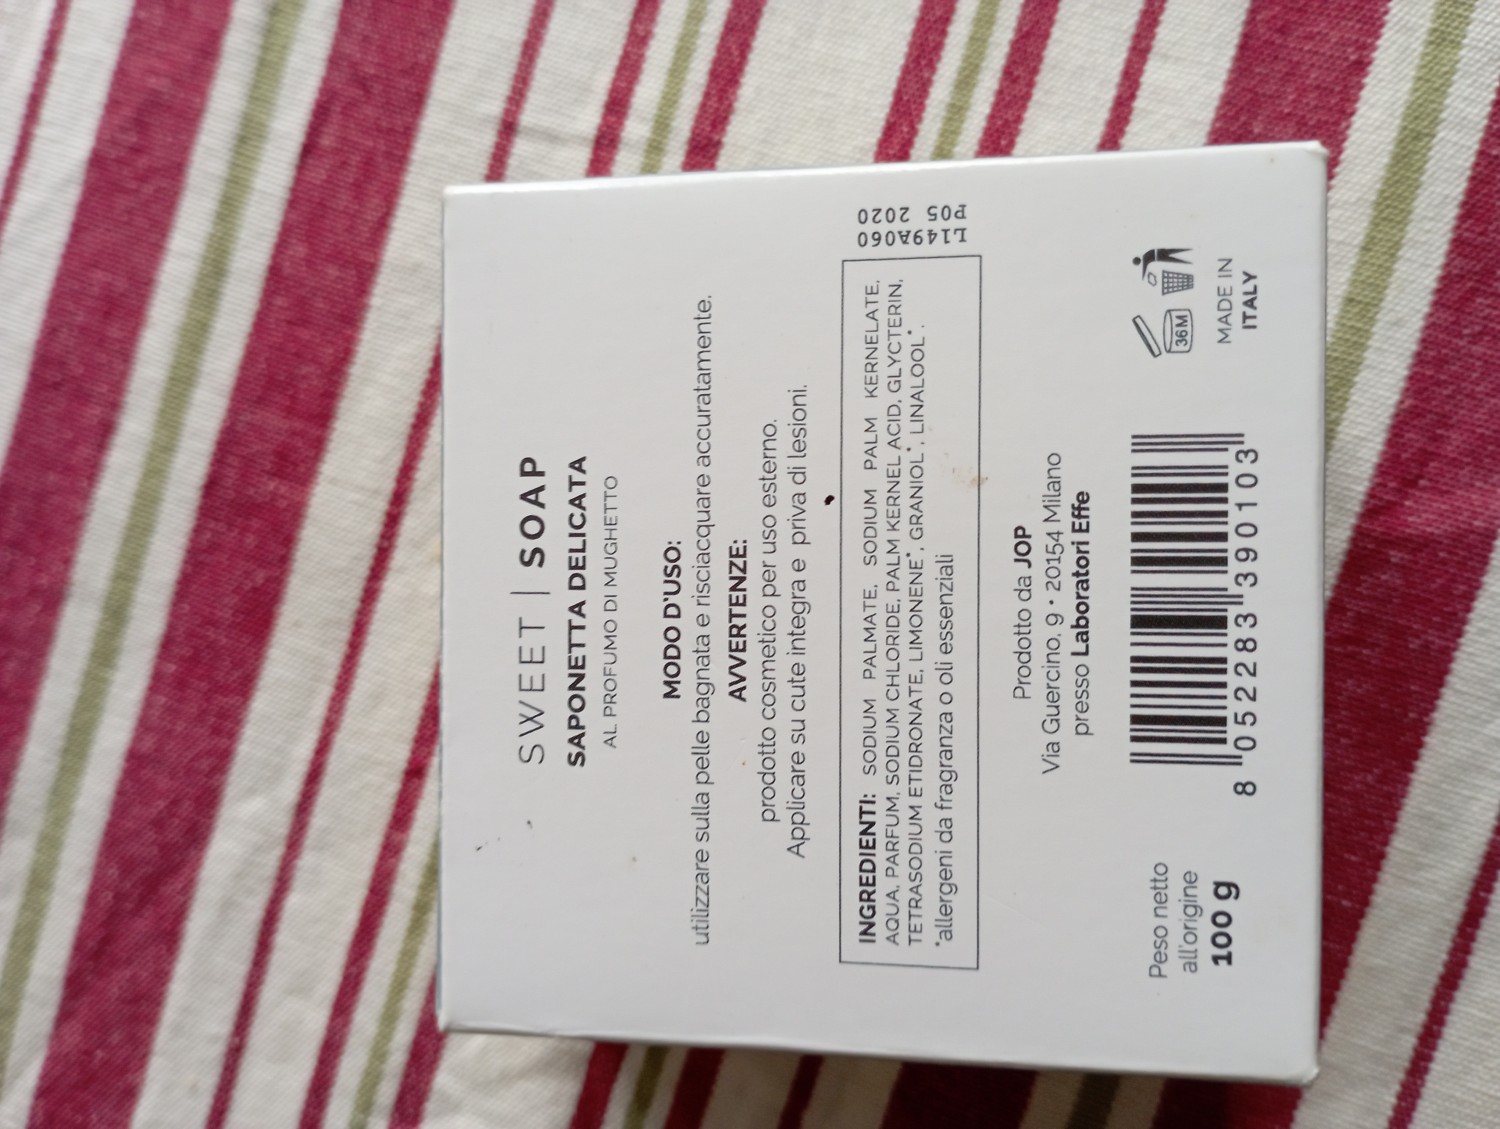 SWEET | SOAP
SAPONETTA DELICATA
AL PROFUMO DI MUGHETTO
MODO D'USO:
utilizzare sulla pelle bagnata e risciacquare accuratamente.
AVVERTENZE:
prodotto cosmetico per uso esterno.
Applicare su cute integra e priva di lesioni.
INGREDIENTI: SODIUM PALMATE, SODIUM PALM KERNELATE,
AQUA, PARFUM, SODIUM CHLORIDE, PALM KERNEL ACID, GLYCTERIN,
TETRASODIUM ETIDRONATE, LIMONENE*, GRANIOL*, LINALOOL*.
*allergeni da fragranza o oli essenziali
L149A060
P05 2020
Prodotto da JOP
Via Guercino, 9 • 20154 Milano
presso Laboratori Effe
Peso netto
all'origine
100 g
8 052283 390103
36M
MADE IN
ITALY